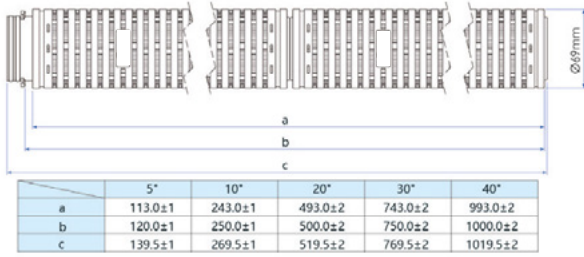 Ø69mm
a
b
c
5" 10" 20" 30" 40"
a 113.0±1 243.0±1 493.0±2 743.0±2 993.0±2
b 120.0±1 250.0±1 500.0±2 750.0±2 1000.0±2
c 139.5±1 269.5±1 519.5±2 769.5±2 1019.5±2